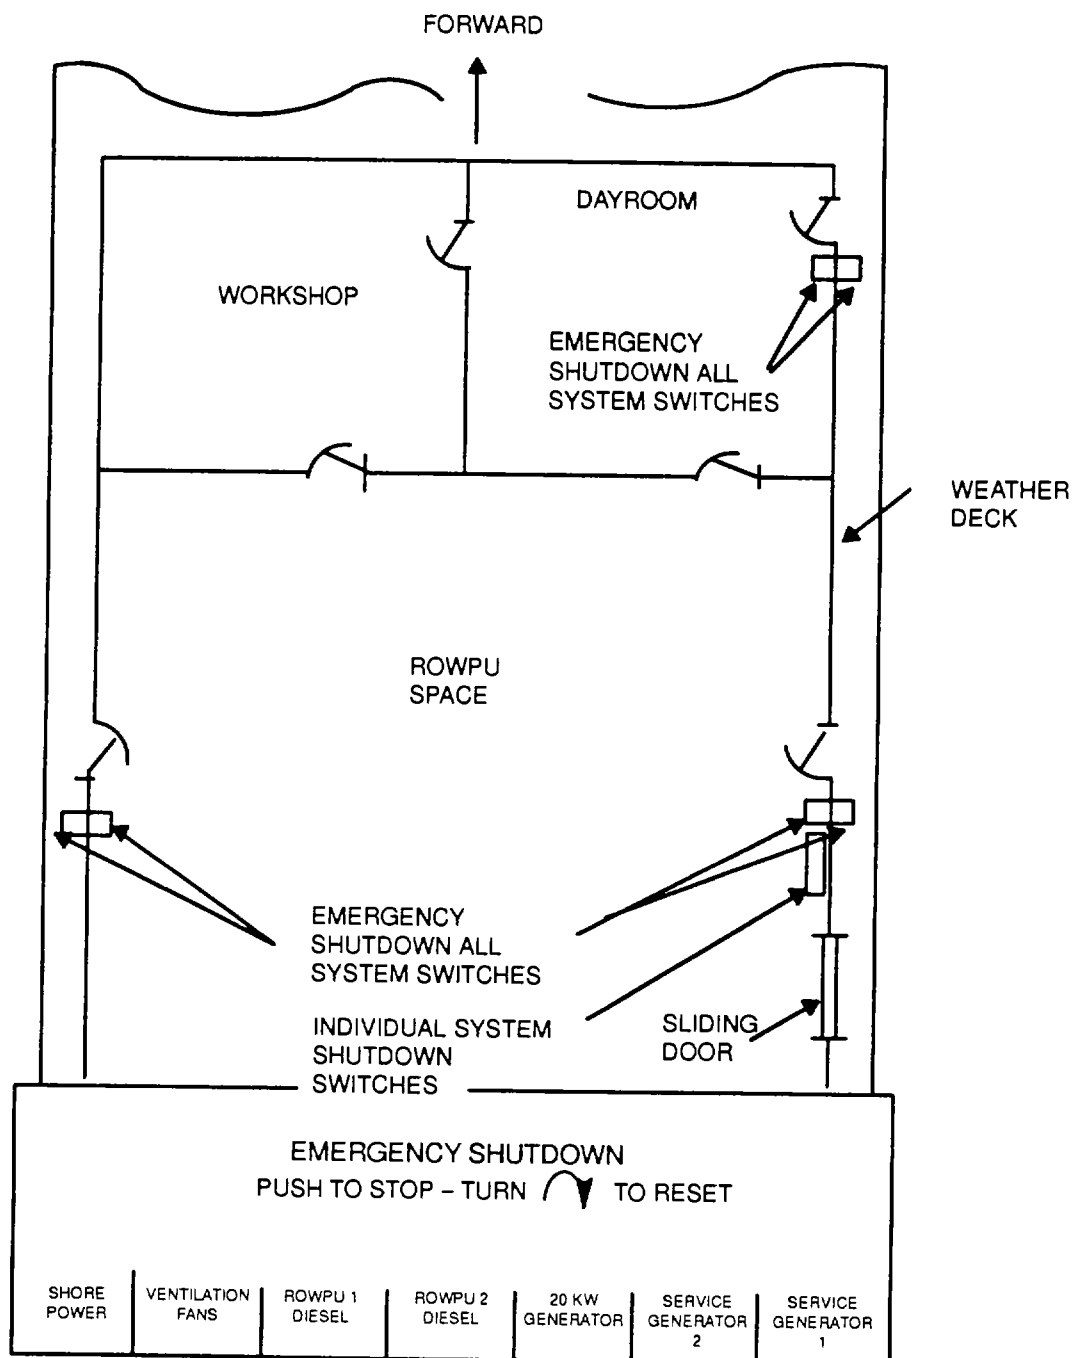 FORWARD
DAYROOM
WORKSHOP
EMERGENCY
SHUTDOWN ALL
SYSTEM SWITCHES
WEATHER
DECK
ROWPU
SPACE
EMERGENCY
SHUTDOWN ALL
SYSTEM SWITCHES
INDIVIDUAL SYSTEM
SHUTDOWN
SWITCHES
SLIDING
DOOR
EMERGENCY SHUTDOWN
PUSH TO STOP – TURN TO RESET
SHORE
POWER
VENTILATION
FANS
ROWPU 1
DIESEL
ROWPU 2
DIESEL
20 KW
GENERATOR
SERVICE
GENERATOR
2
SERVICE
GENERATOR
1